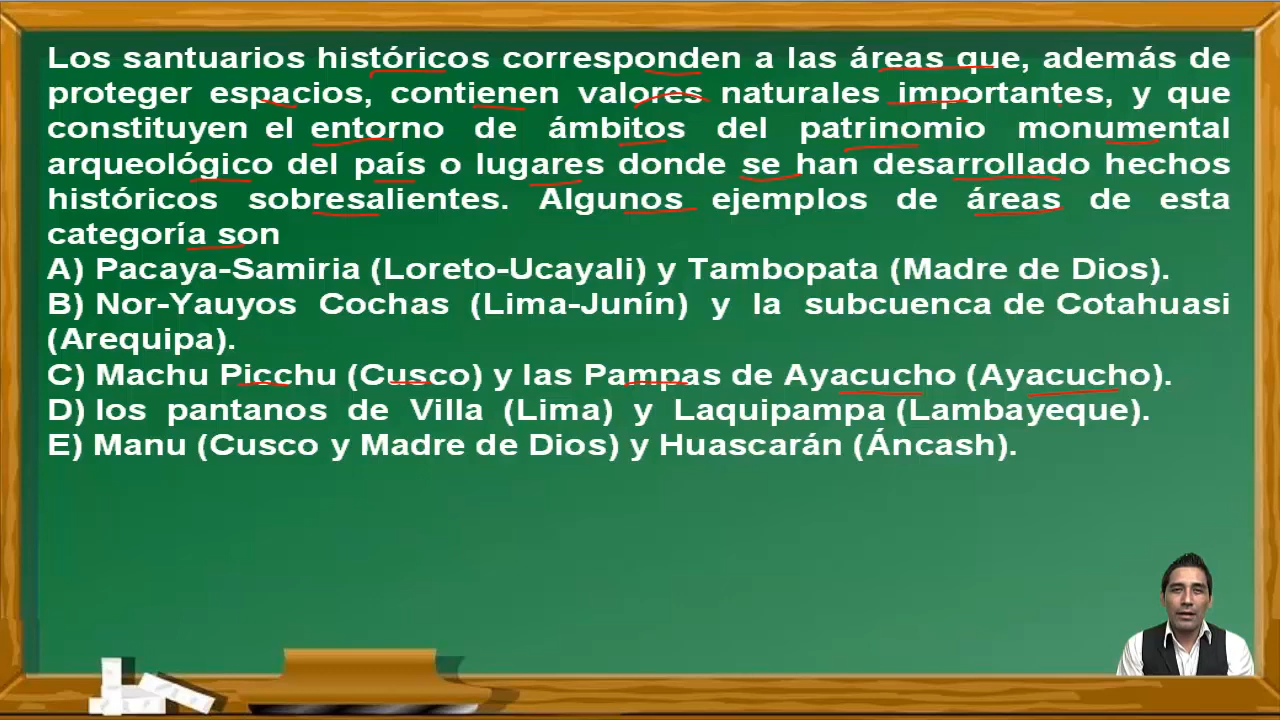 Los santuarios históricos corresponden a las áreas que, además de
proteger espacios, contienen valores naturales importantes, y que
constituyen el entorno de ámbitos del patrinomio monumental
arqueológico del país o lugares donde se han desarrollado hechos
históricos sobresalientes. Algunos ejemplos de áreas de esta
categoría son
A) Pacaya-Samiria (Loreto-Ucayali) y Tambopata (Madre de Dios).
B) Nor-Yauyos Cochas (Lima-Junín) y la subcuenca de Cotahuasi
(Arequipa).
C) Machu Picchu (Cusco) y las Pampas de Ayacucho (Ayacucho).
D) los pantanos de Villa (Lima) y Laquipampa (Lambayeque).
E) Manu (Cusco y Madre de Dios) y Huascarán (Áncash).